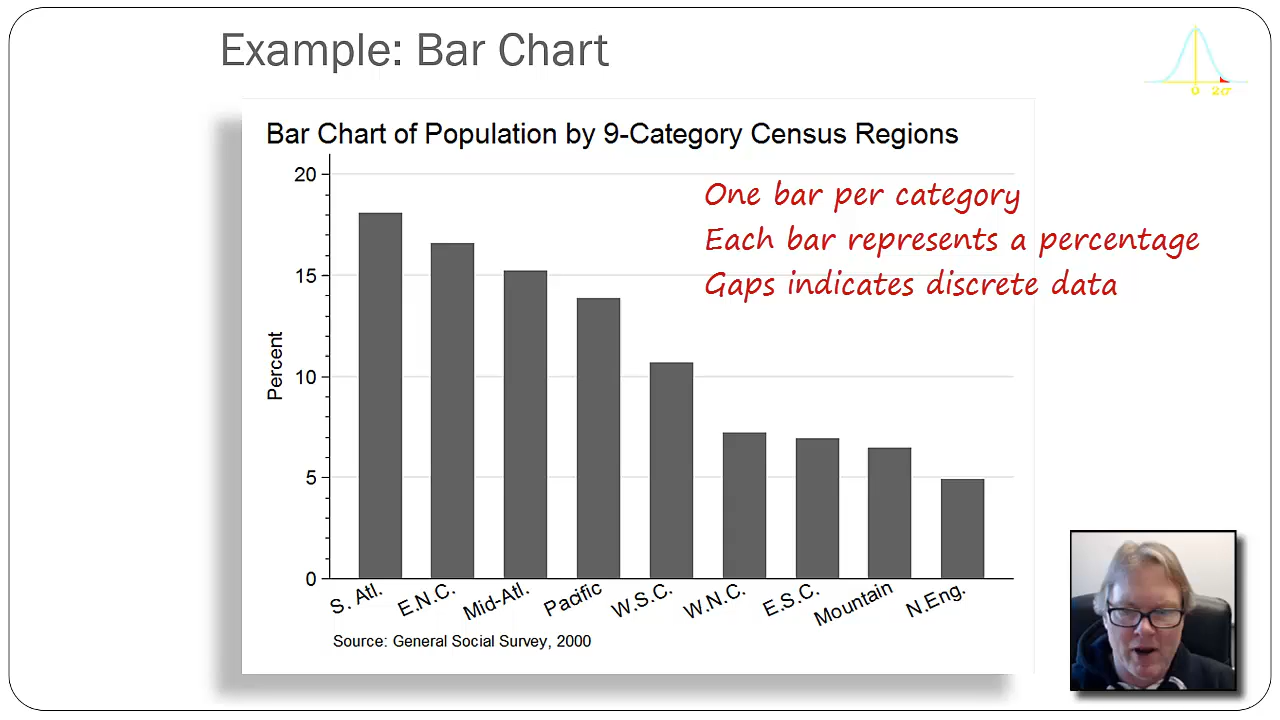 Example: Bar Chart
0 2σ
Bar Chart of Population by 9-Category Census Regions
One bar per category
Each bar represents a percentage
Gaps indicates discrete data
Percent
20
15
10
5
0
S. Atl. E.N.C. Mid-Atl. Pacific W.S.C. W.N.C. E.S.C. Mountain N.Eng.
Source: General Social Survey, 2000